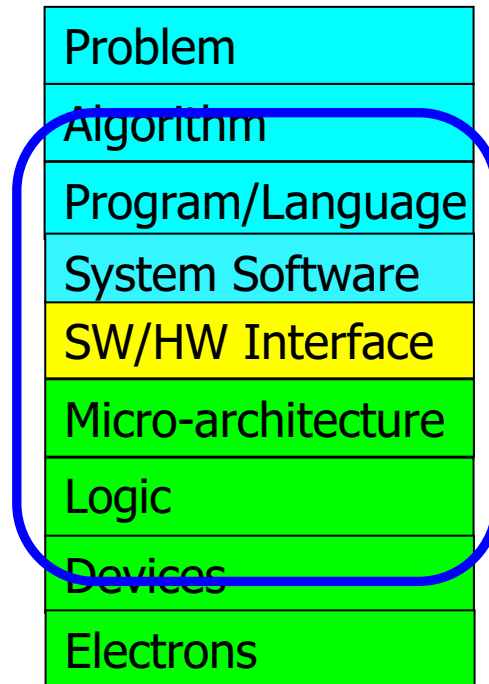 Problem
Algorithm
Program/Language
System Software
SW/HW Interface
Micro-architecture
Logic
Devices
Electrons